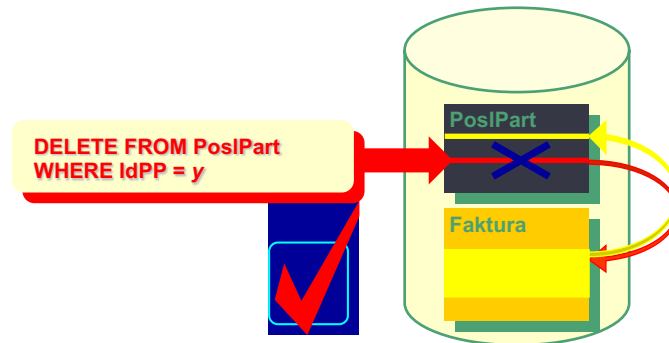 PoslPart
DELETE FROM PoslPart
WHERE IdPP = y
Faktura